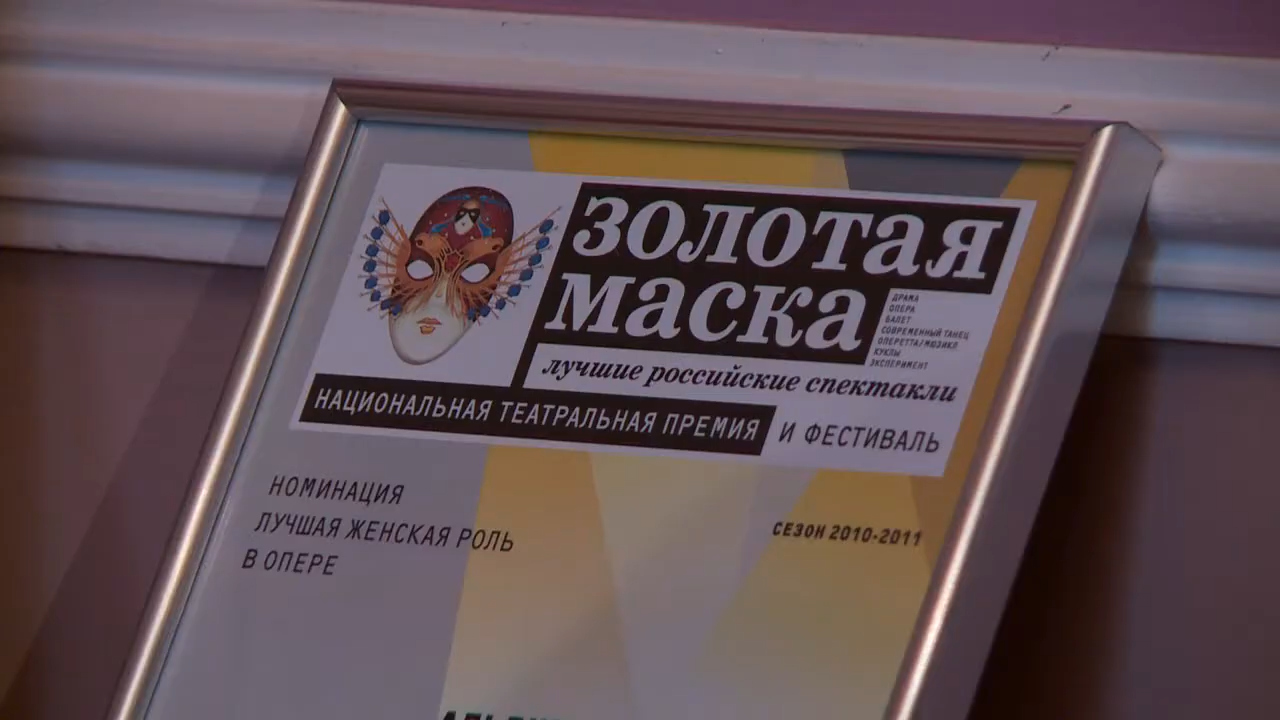 ЗОЛОТАЯ
МАСКА
ДРАМА
ОПЕРА
БАЛЕТ
СОВРЕМЕННЫЙ ТАНЕЦ
ОПЕРЕТТА/МЮЗИКЛ
КУКЛЫ
ЭКСПЕРИМЕНТ
лучшие российские спектакли
НАЦИОНАЛЬНАЯ ТЕАТРАЛЬНАЯ ПРЕМИЯ И ФЕСТИВАЛЬ
НОМИНАЦИЯ
ЛУЧШАЯ ЖЕНСКАЯ РОЛЬ
В ОПЕРЕ
СЕЗОН 2010-2011